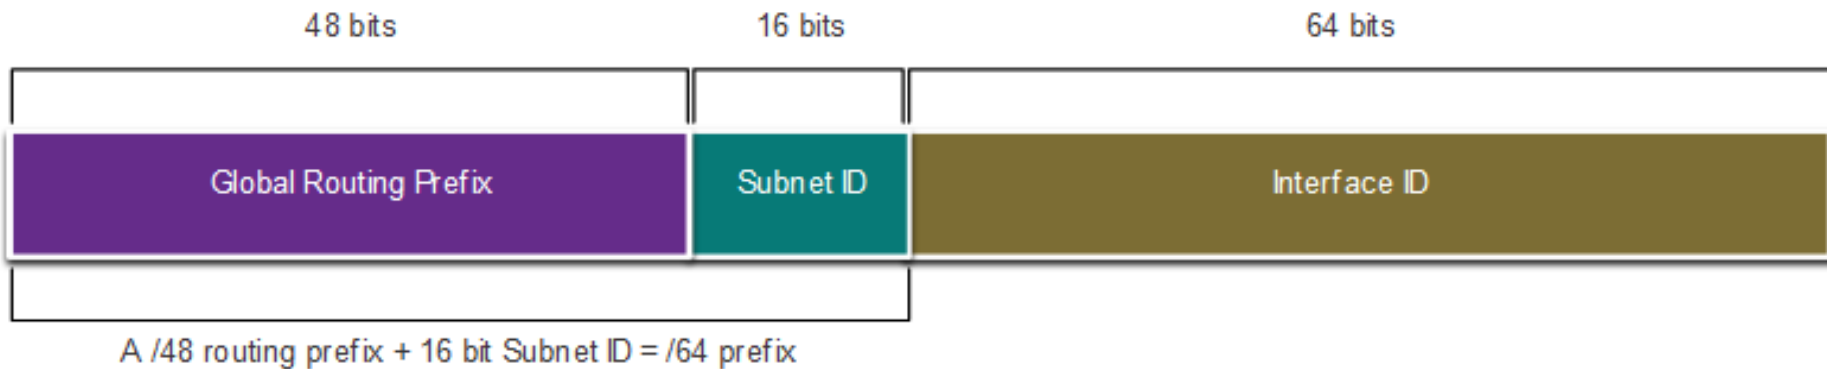 48 bits 16 bits 64 bits
Global Routing Prefix Subnet ID Interface ID
A /48 routing prefix + 16 bit Subnet ID = /64 prefix